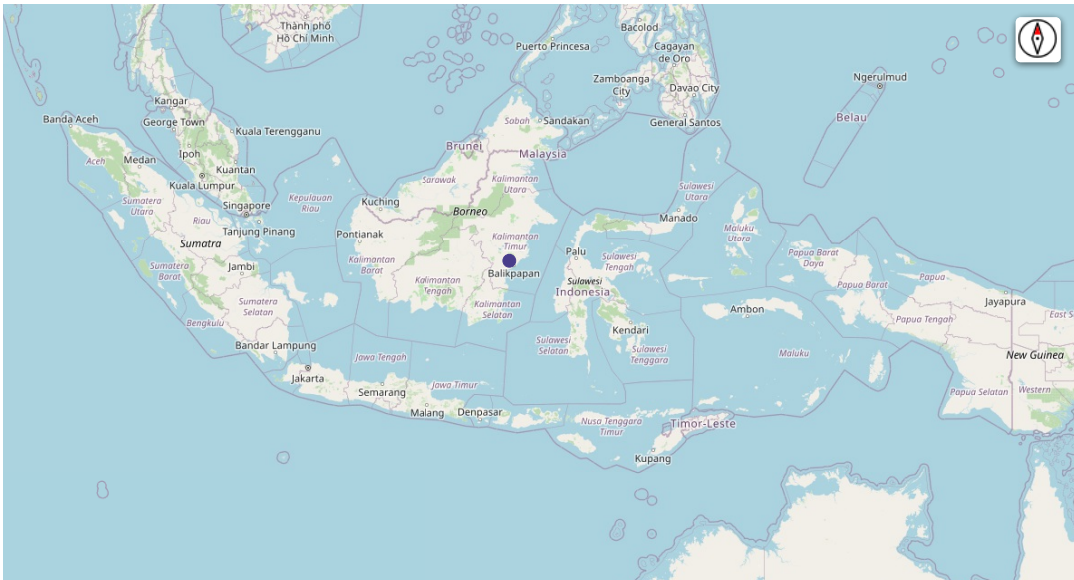 Thành phố
Hồ Chí Minh
Puerto Princesa
Bacolod
Cagayan
de Oro
Zamboanga
City
Davao City
Ngerulmud
Kangar
Banda Aceh
George Town
Kuala Terengganu
General Santos
Belau
Sabah
Sandakan
Brunei
Malaysia
Ipoh
Aceh
Medan
Kuantan
Kuala Lumpur
Sarawak
Kalimantan
Utara
Sulawesi
Utara
Sumatera
Utara
Kepulauan
Riau
Kuching
Singapore
Riau
Borneo
Manado
Tanjung Pinang
Pontianak
Maluku
Utara
Sumatra
Kalimantan
Timur
Palu
Papua Barat
Daya
Sumatera
Barat
Jambi
Kalimantan
Barat
Sulawesi
Tengah
Balikpapan
Papua
Kalimantan
Tengah
Sulawesi
Indonesia
Papua Barat
Sumatera
Selatan
Kalimantan
Selatan
Ambon
Jayapura
East S
Bengkulu
Papua Tengah
Kendari
Bandar Lampung
Sulawesi
Selatan
Sulawesi
Tenggara
Maluku
New Guinea
Jawa Tengah
Jakarta
Jawa Timur
Semarang
Papua Selatan
Western
Malang
Denpasar
Nusa Tenggara
Timur
Timor-Leste
Kupang